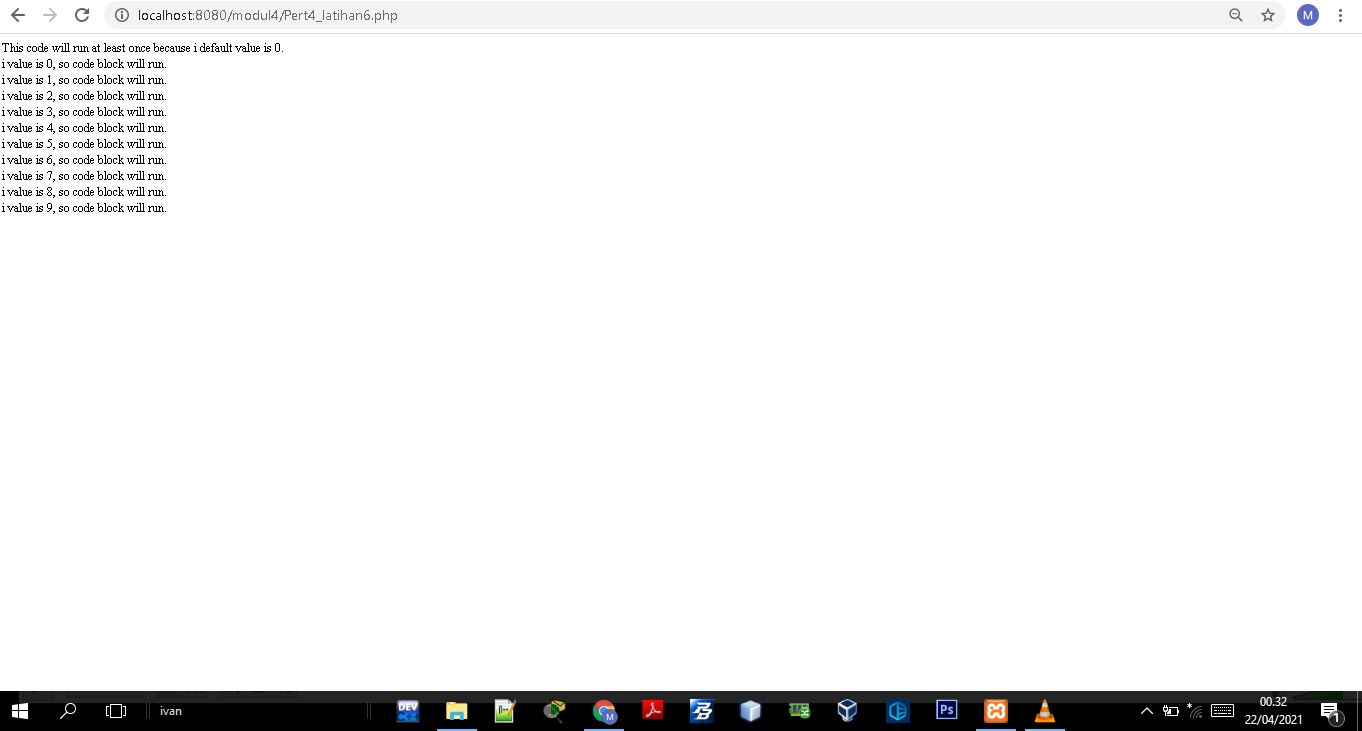 localhost:8080/modul4/Pert4_latihan6.php
M
This code will run at least once because i default value is 0.
i value is 0, so code block will run.
i value is 1, so code block will run.
i value is 2, so code block will run.
i value is 3, so code block will run.
i value is 4, so code block will run.
i value is 5, so code block will run.
i value is 6, so code block will run.
i value is 7, so code block will run.
i value is 8, so code block will run.
i value is 9, so code block will run.
ivan
DEV
M
Ps
00.32
22/04/2021
1